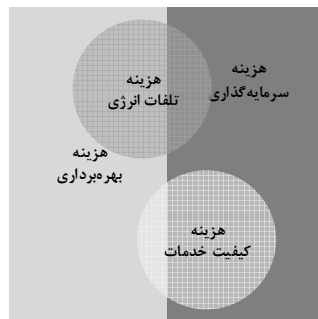 هزینه
سرمایه‌گذاری
هزینه
تلفات انرژی
هزینه
بهره‌برداری
هزینه
کیفیت خدمات